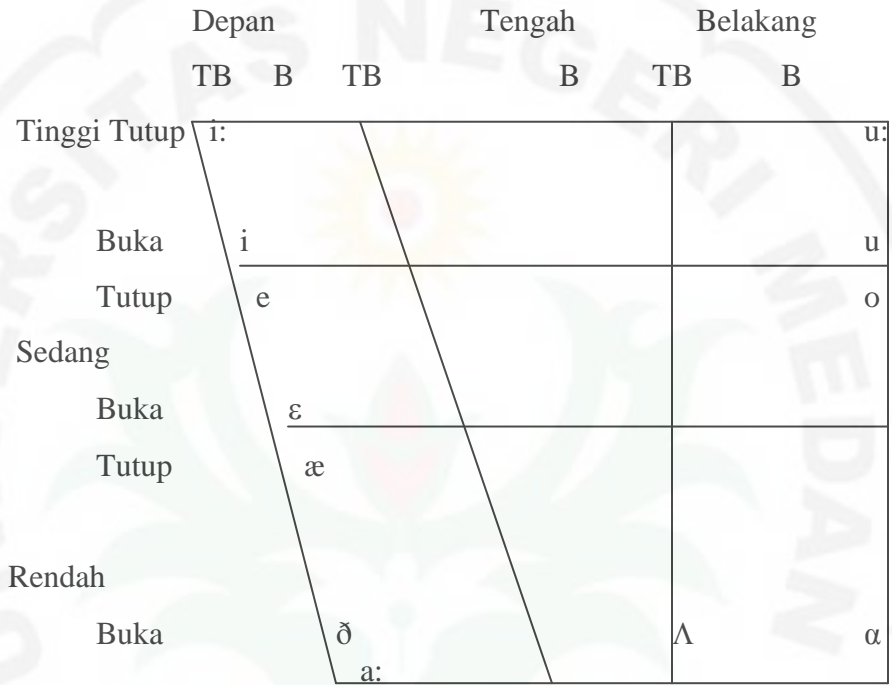 Depan Tengah Belakang
TB B TB B TB B
Tinggi Tutup i: u:
Buka i u
Tutup e o
Sedang
Buka ε
Tutup æ
Rendah
Buka ð Λ α
a: